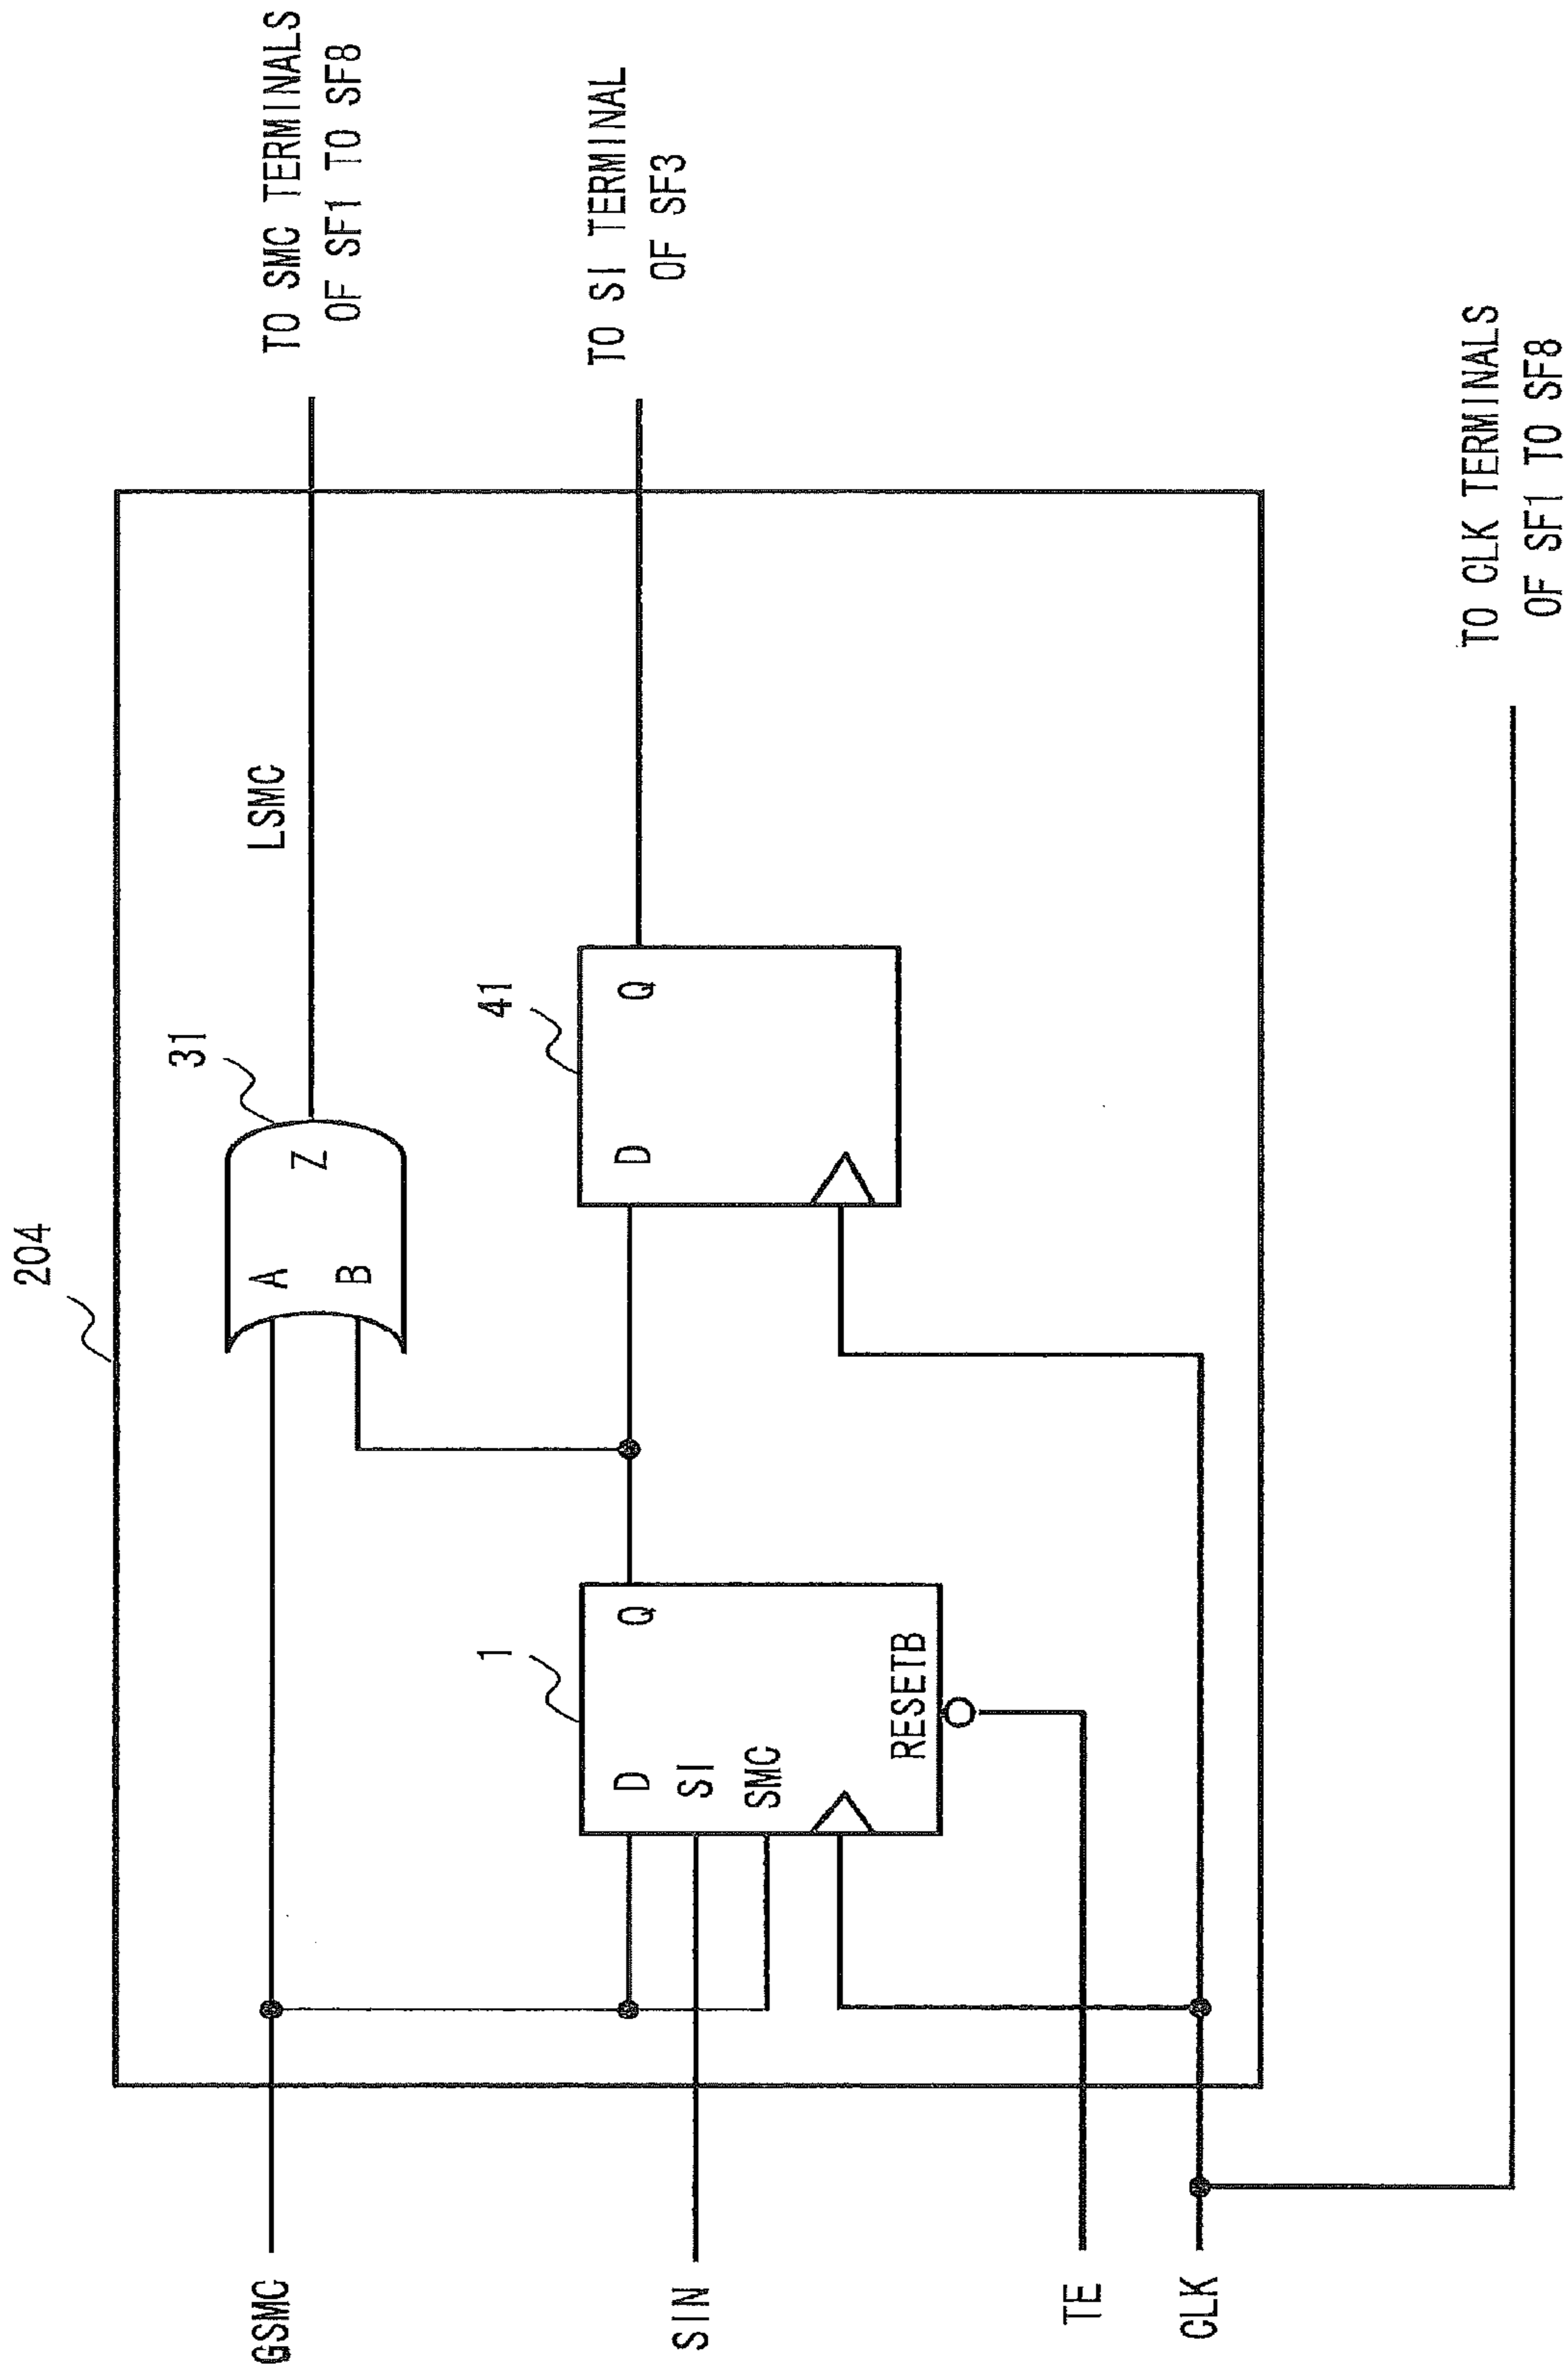 204
31
GSMC
A
B
Z
LSMC
TO SMC TERMINALS
OF SF1 TO SF8
1
41
SIN
D
SI
SMC
Q
RESETB
D
Q
TO SI TERMINAL
OF SF3
TE
CLK
TO CLK TERMINALS
OF SF1 TO SF8